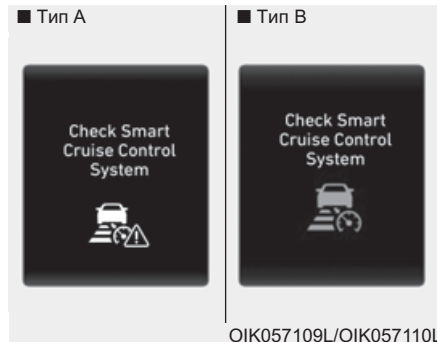 ■ Тип A
Check Smart
Cruise Control
System
■ Тип B
Check Smart
Cruise Control
System
OIK057109L/OIK057110L